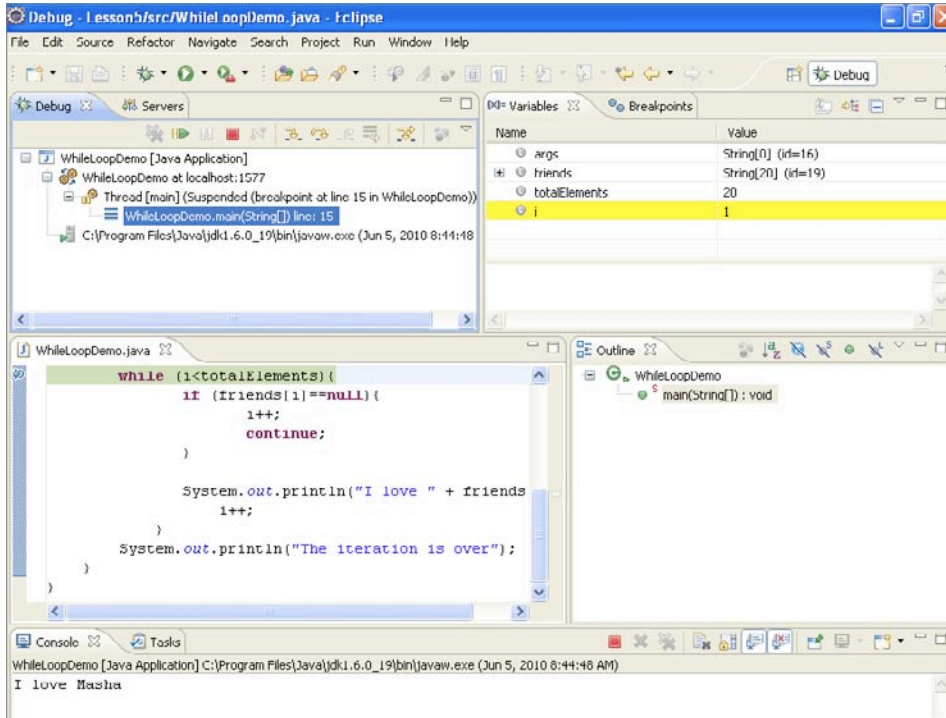 Debug - Lesson5/src/WhileLoopDemo.java - Eclipse
File Edit Source Refactor Navigate Search Project Run Window Help
Debug
Debug Servers
WhileLoopDemo [Java Application]
WhileLoopDemo at localhost:1577
Thread [main] (Suspended (breakpoint at line 15 in WhileLoopDemo))
WhileLoopDemo.main(String[]) line: 15
C:\Program Files\Java\jdk1.6.0_19\bin\javaw.exe (Jun 5, 2010 8:44:48
(x)= Variables Breakpoints
Name Value
args String[0] (id=16)
friends String[20] (id=19)
totalElements 20
i 1
WhileLoopDemo.java
while (i<totalElements){
if (friends[i]==null){
i++;
continue;
}
System.out.println("I love " + friends
i++;
}
System.out.println("The iteration is over");
}
}
Outline
WhileLoopDemo
S main(String[]) : void
Console Tasks
WhileLoopDemo [Java Application] C:\Program Files\Java\jdk1.6.0_19\bin\javaw.exe (Jun 5, 2010 8:44:48 AM)
I love Masha